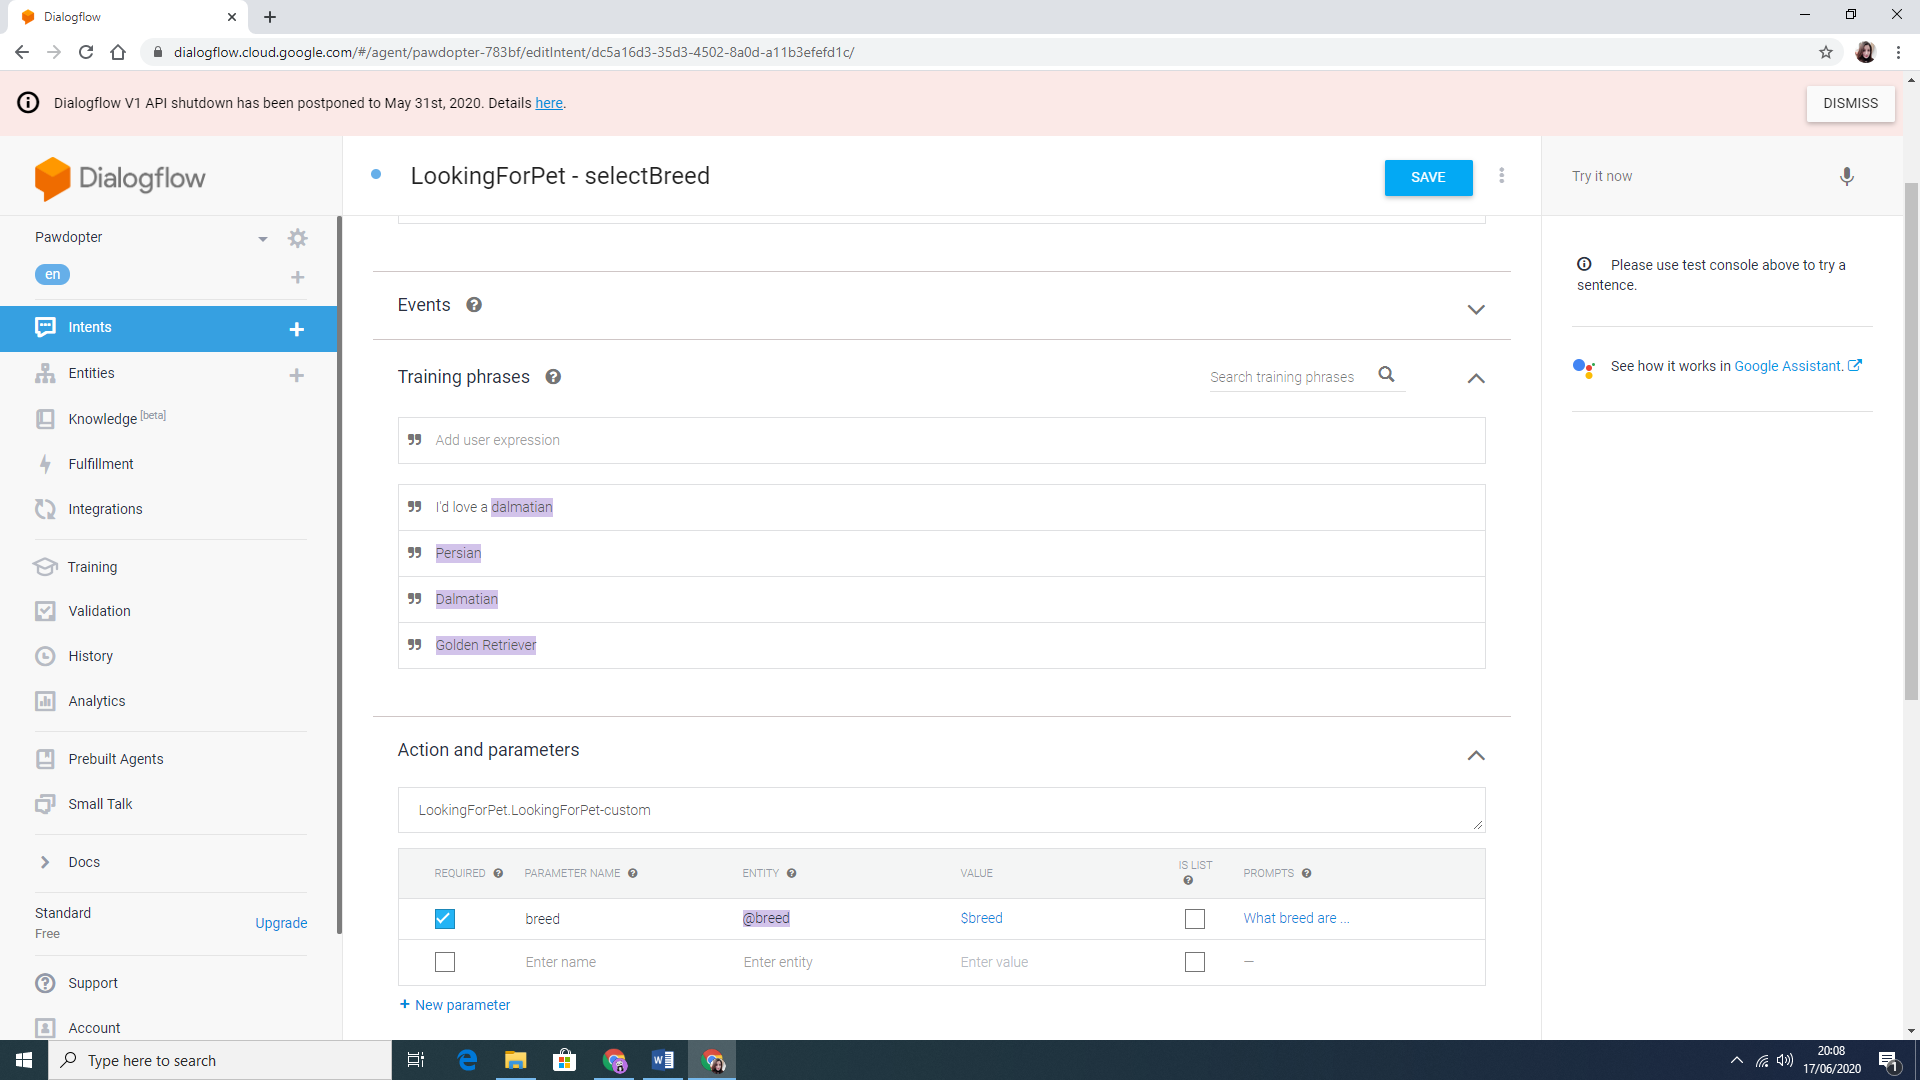 Dialogflow
dialogflow.cloud.google.com/#/agent/pawdopter-783bf/editIntent/dc5a16d3-35d3-4502-8a0d-a11b3efefd1c/
Dialogflow V1 API shutdown has been postponed to May 31st, 2020. Details here.
DISMISS
Dialogflow
LookingForPet - selectBreed
SAVE
Try it now
Pawdopter
en
Intents
Entities
Knowledge [beta]
Fulfillment
Integrations
Training
Validation
History
Analytics
Prebuilt Agents
Small Talk
Docs
Standard
Free
Upgrade
Support
Account
Events
Training phrases
Search training phrases
Add user expression
I'd love a dalmatian
Persian
Dalmatian
Golden Retriever
Action and parameters
LookingForPet.LookingForPet-custom
REQUIRED PARAMETER NAME ENTITY VALUE IS LIST PROMPTS
breed @breed $breed What breed are ...
Enter name Enter entity Enter value —
+ New parameter
Please use test console above to try a
sentence.
See how it works in Google Assistant.
Type here to search
20:08
17/06/2020
1